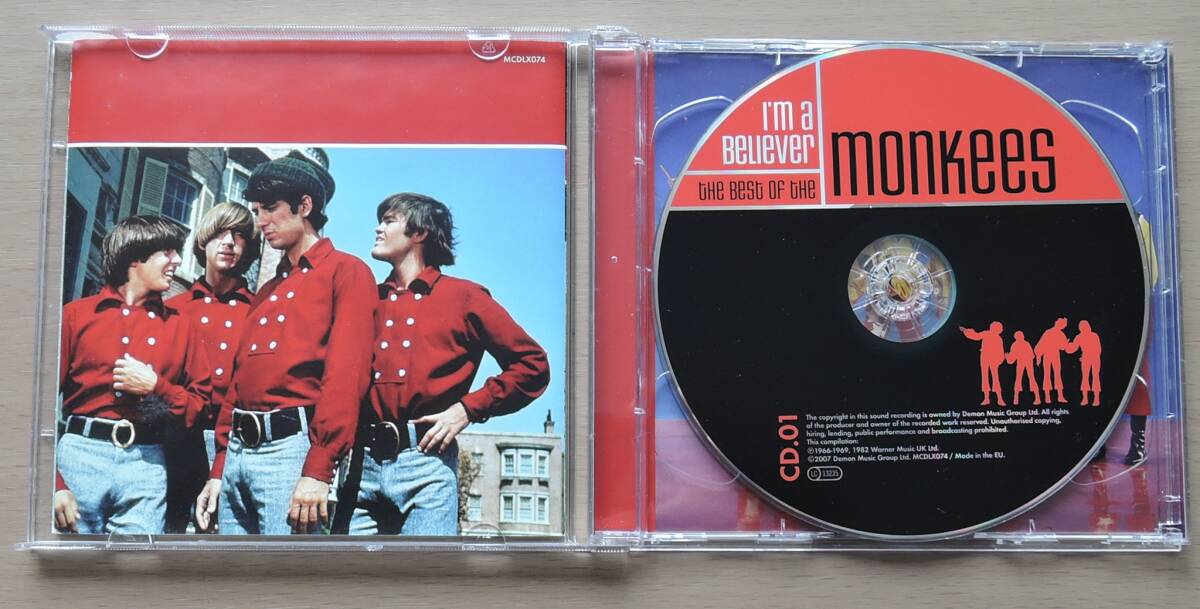 MCDLX074
I'm a
Believer
the Best of the
monkees
CD.01
The copyright in this sound recording is owned by Demon Music Group Ltd. All rights
of the producer and owner of the recorded work reserved. Unauthorised copying,
hiring, lending, public performance and broadcasting prohibited.
This compilation:
℗1966-1969, 1982 Warner Music UK Ltd.
©2007 Demon Music Group Ltd. MCDLX074 / Made in the EU.
LC 13235